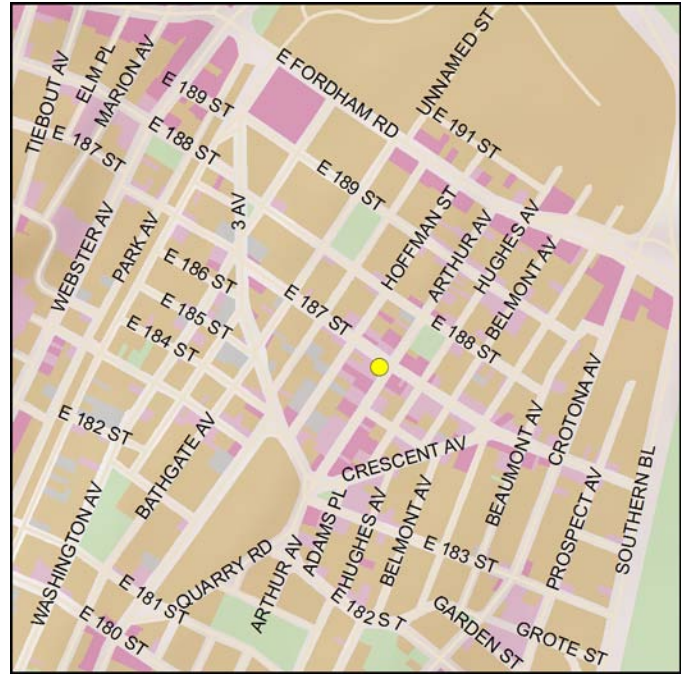 UNNAMED ST
E FORDHAM RD
TIEBOUT AV
ELM PL
MARION AV
E 189 ST
E 191 ST
E 187 ST
E 188 ST
E 189 ST
3 AV
WEBSTER AV
PARK AV
HOFFMAN ST
ARTHUR AV
HUGHES AV
BELMONT AV
E 186 ST
E 187 ST
E 185 ST
E 188 ST
E 184 ST
E 182 ST
BATHGATE AV
CRESCENT AV
BEAUMONT AV
CROTONA AV
WASHINGTON AV
ADAMS PL
HUGHES AV
BELMONT AV
PROSPECT AV
SOUTHERN BL
E 183 ST
QUARRY RD
ARTHUR AV
E 181 ST
E 182 S T
E 180 ST
GARDEN ST
GROTE ST